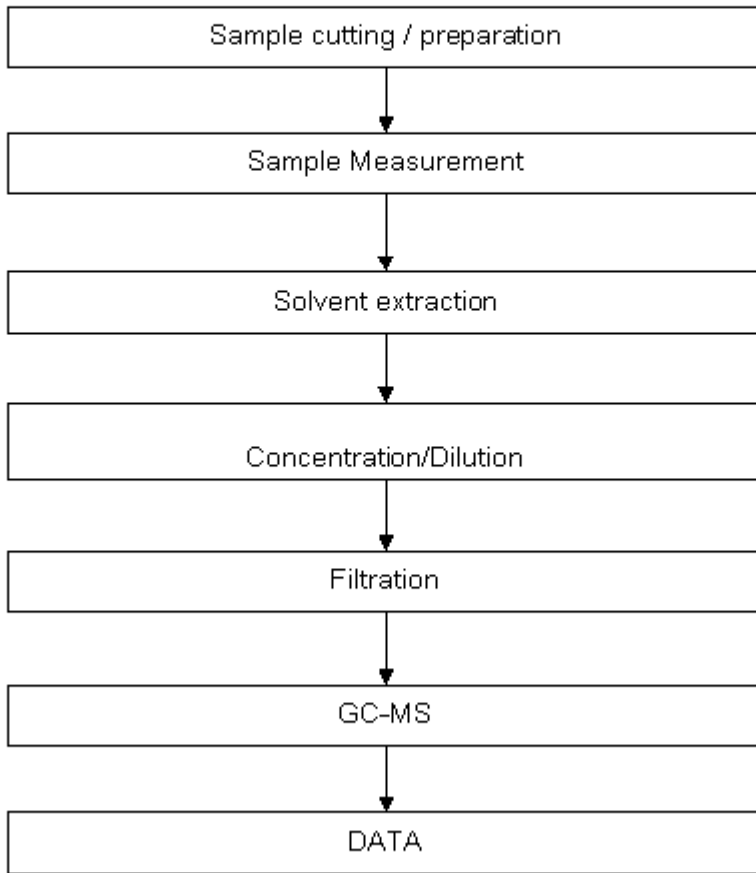 Sample cutting / preparation
Sample Measurement
Solvent extraction
Concentration/Dilution
Filtration
GC-MS
DATA